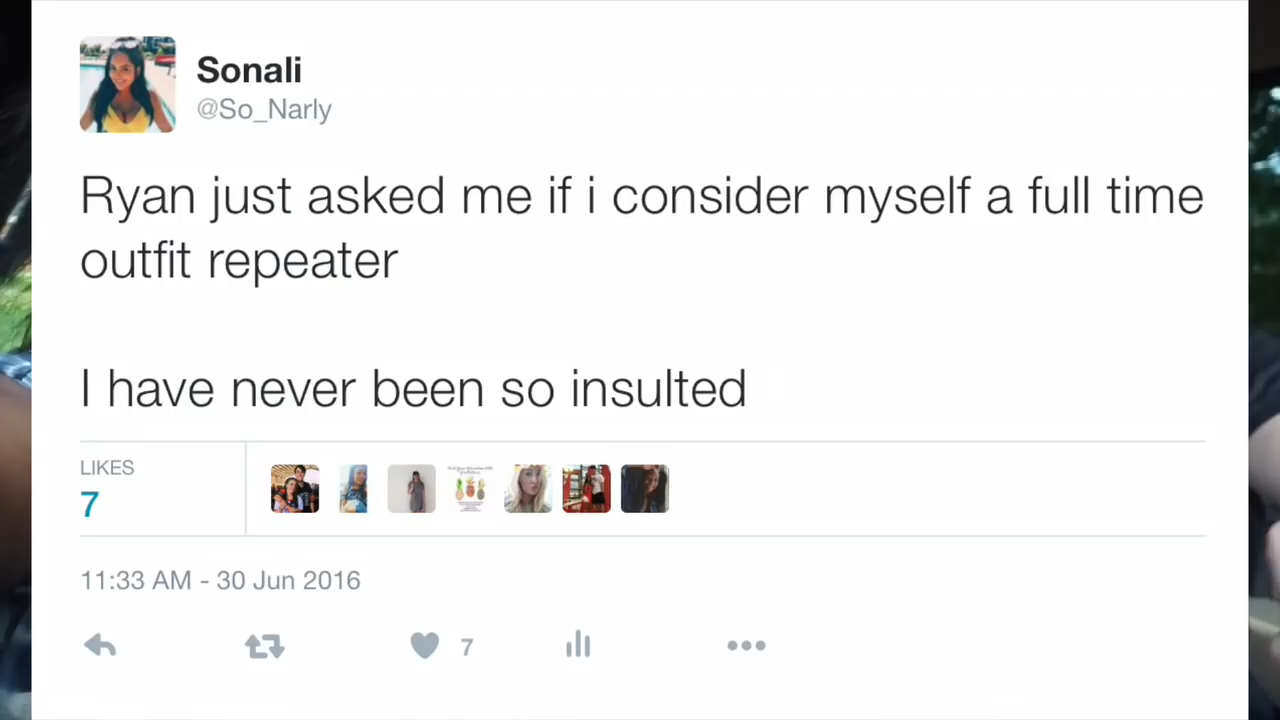 Sonali
@So_Narly
Ryan just asked me if i consider myself a full time
outfit repeater
I have never been so insulted
LIKES
7
11:33 AM - 30 Jun 2016
7